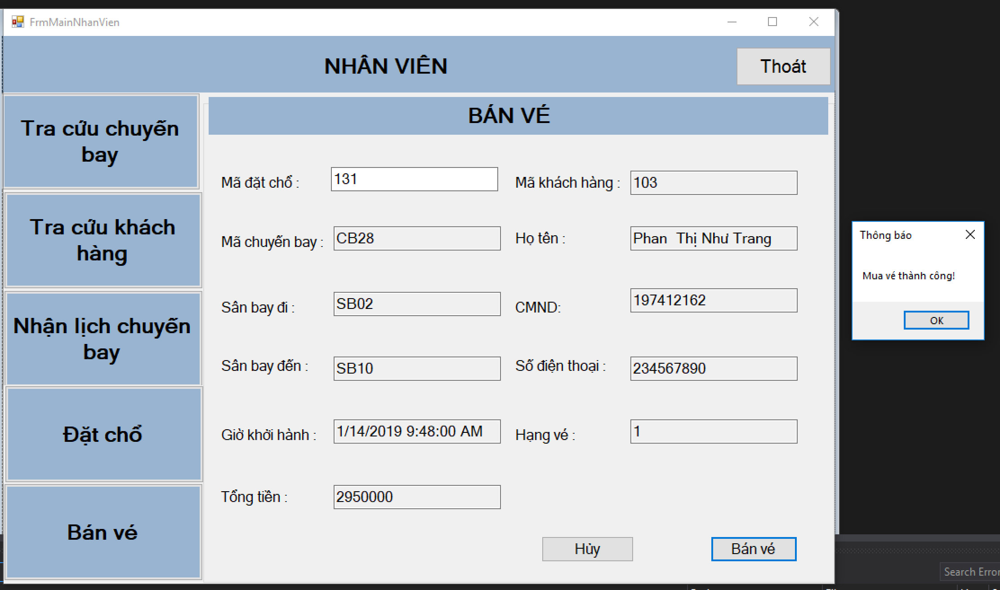 FrmMainNhanVien
NHÂN VIÊN
Thoát
Tra cứu chuyến
bay
Tra cứu khách
hàng
Nhận lịch chuyến
bay
Đặt chổ
Bán vé
BÁN VÉ
Mã đặt chổ : 131
Mã khách hàng : 103
Mã chuyến bay : CB28
Họ tên : Phan  Thị Như Trang
Sân bay đi : SB02
CMND: 197412162
Sân bay đến : SB10
Số điện thoại : 234567890
Giờ khởi hành : 1/14/2019 9:48:00 AM
Hạng vé : 1
Tổng tiền : 2950000
Hủy
Bán vé
Thông báo
Mua vé thành công!
OK
Search Error